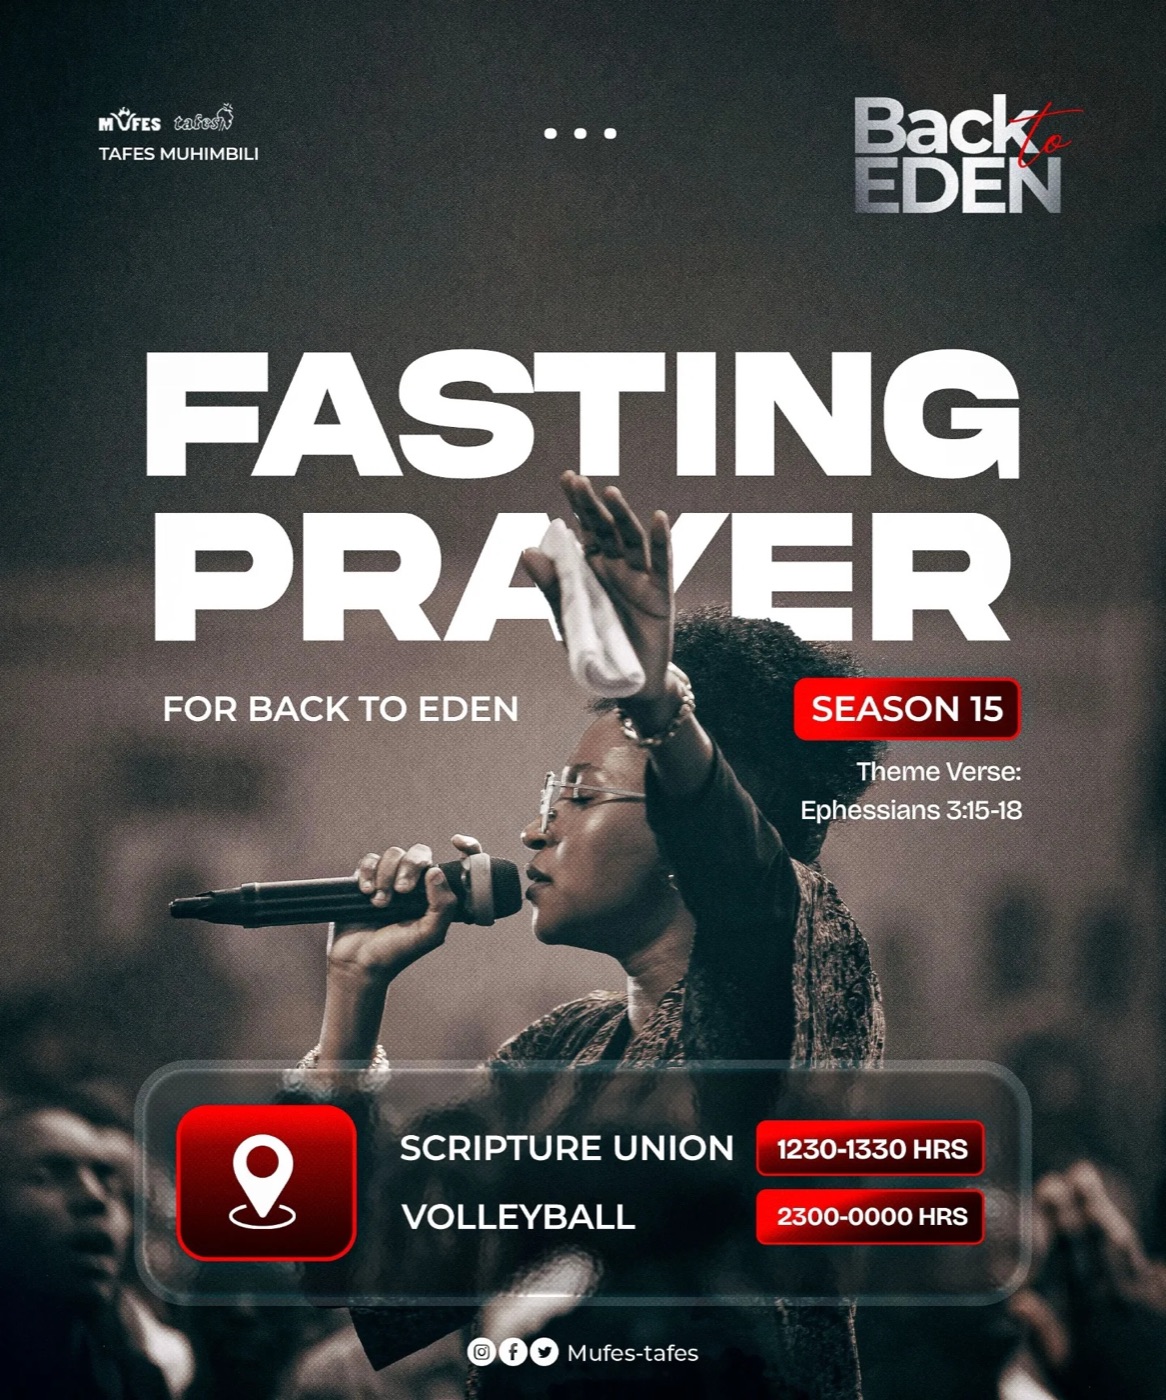 MUFES tafes
TAFES MUHIMBILI
Back to
EDEN
FASTING
PRAYER
FOR BACK TO EDEN
SEASON 15
Theme Verse:
Ephessians 3:15-18
SCRIPTURE UNION 1230-1330 HRS
VOLLEYBALL 2300-0000 HRS
Mufes-tafes